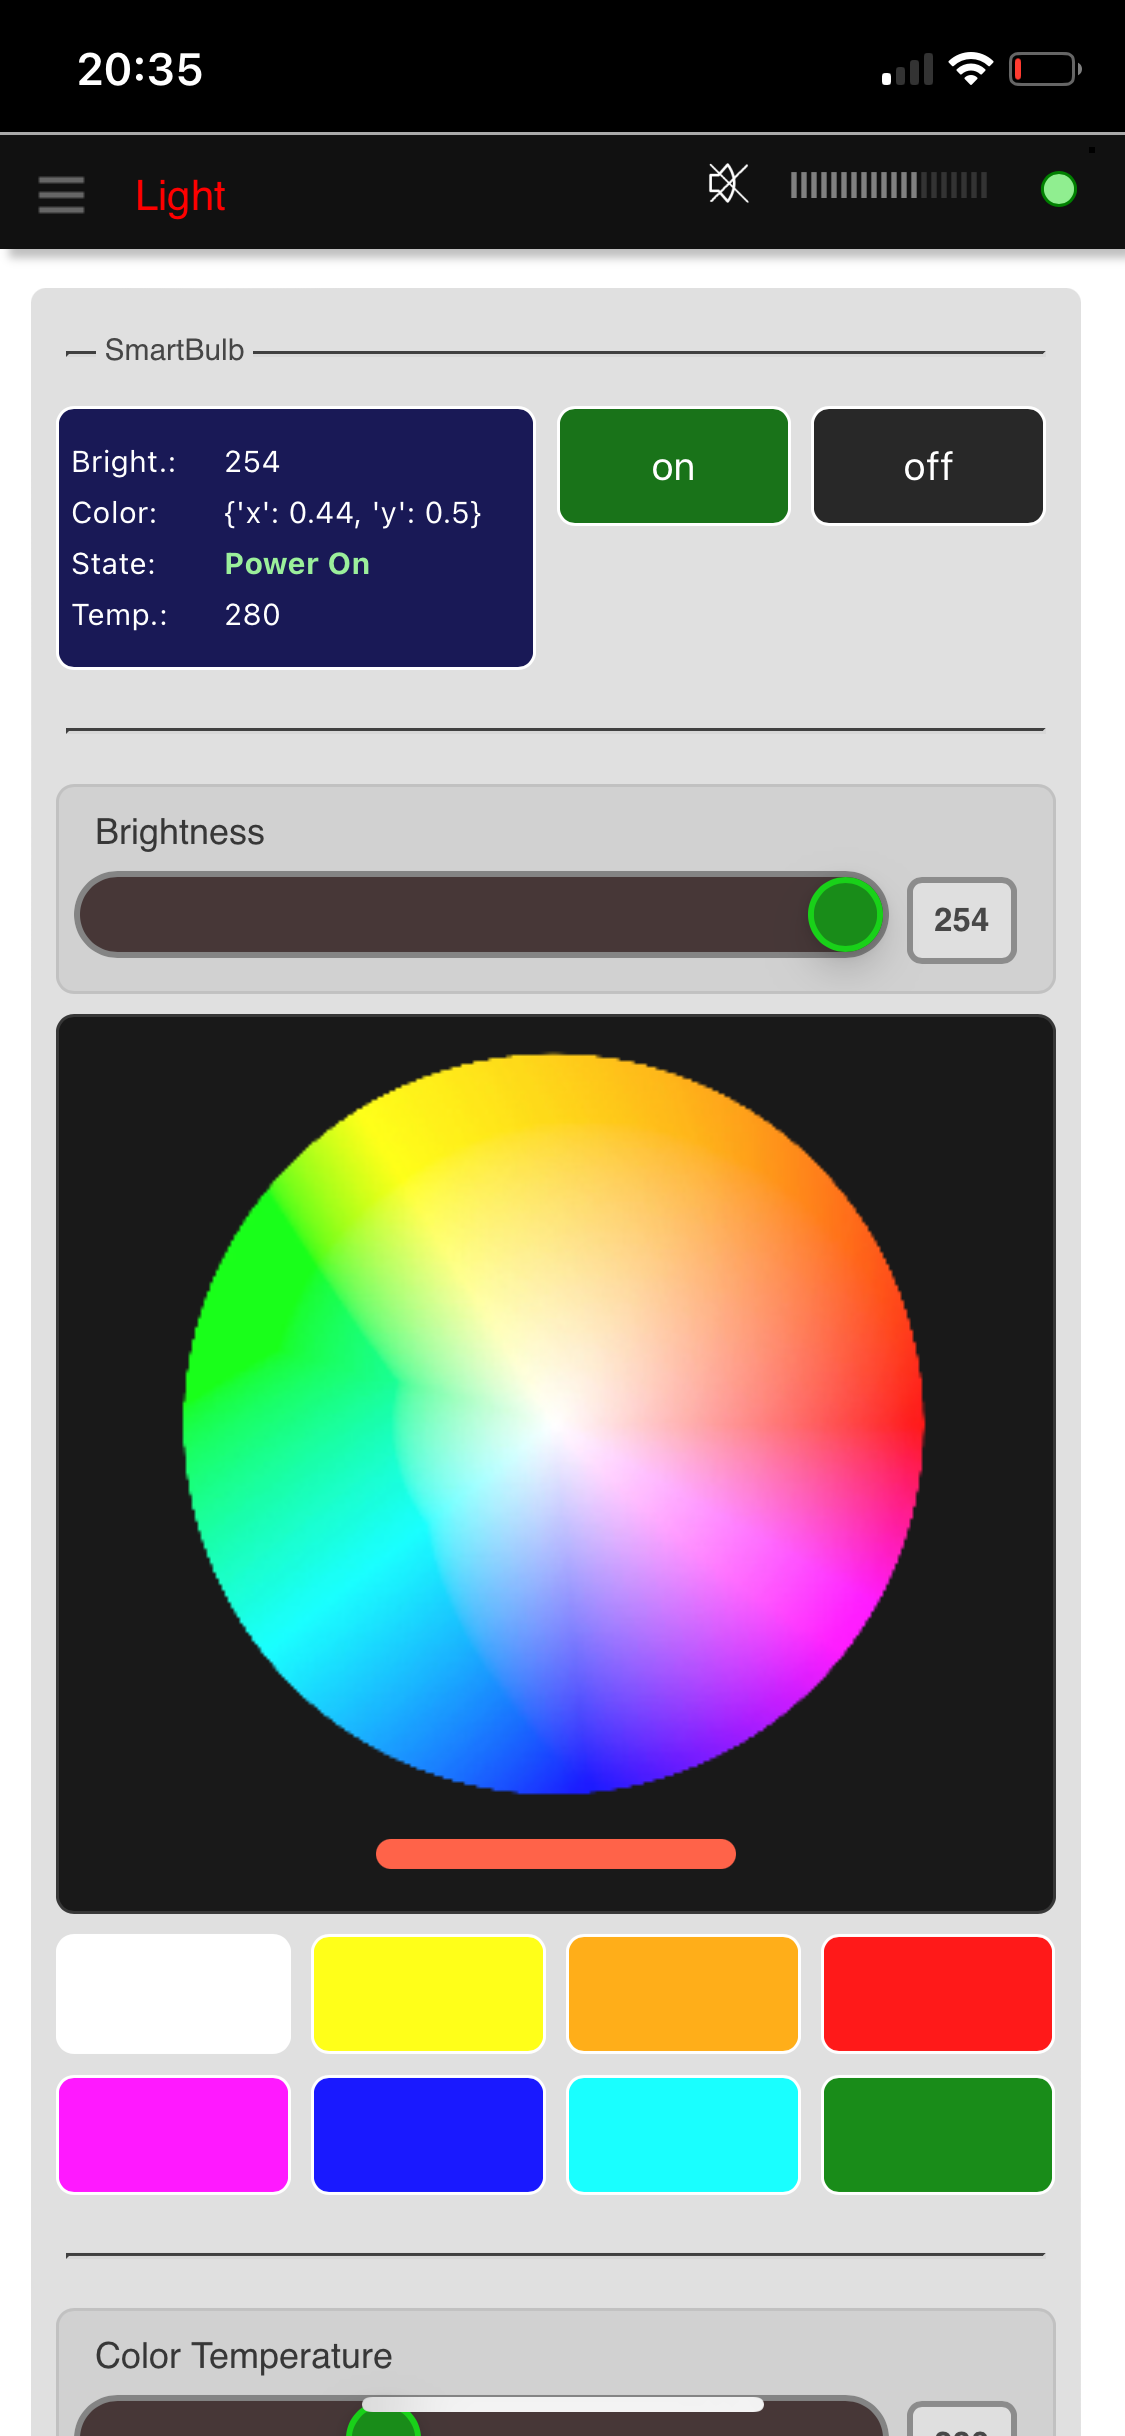 20:35
Light
SmartBulb
Bright.: 254
Color: {'x': 0.44, 'y': 0.5}
State: Power On
Temp.: 280
on
off
Brightness
254
Color Temperature